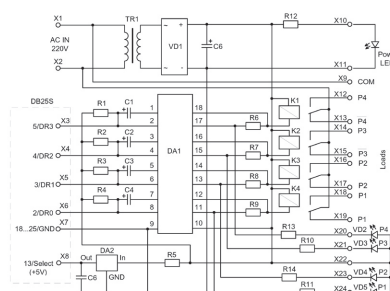 X1
TR1
R12
X10
AC IN
220V
VD1
C6
Power
LED
X2
X11
X9 COM
X12 P4
DB25S
R1
C1
1
18
K1
5/DR3 X3
2
17
R6
X13 P4
X14 P3
R2
C2
3
16
K2
4/DR2 X4
4
DA1
15
R7
X15 P3
X16 P2
Loads
R3
C3
5
14
K3
3/DR1 X5
6
13
R8
X17 P2
X18 P1
R4
C4
7
12
K4
2/DR0 X6
8
11
R9
X7
18...25/GND
9
10
X19 P1
R13
X20 VD2 P4
R10
X21 VD3 P3
DA2
X8
13/Select
(+5V)
Out
In
R5
X22
GND
C6
R14
X23 VD4 P2
R11
X24 VD5 P1